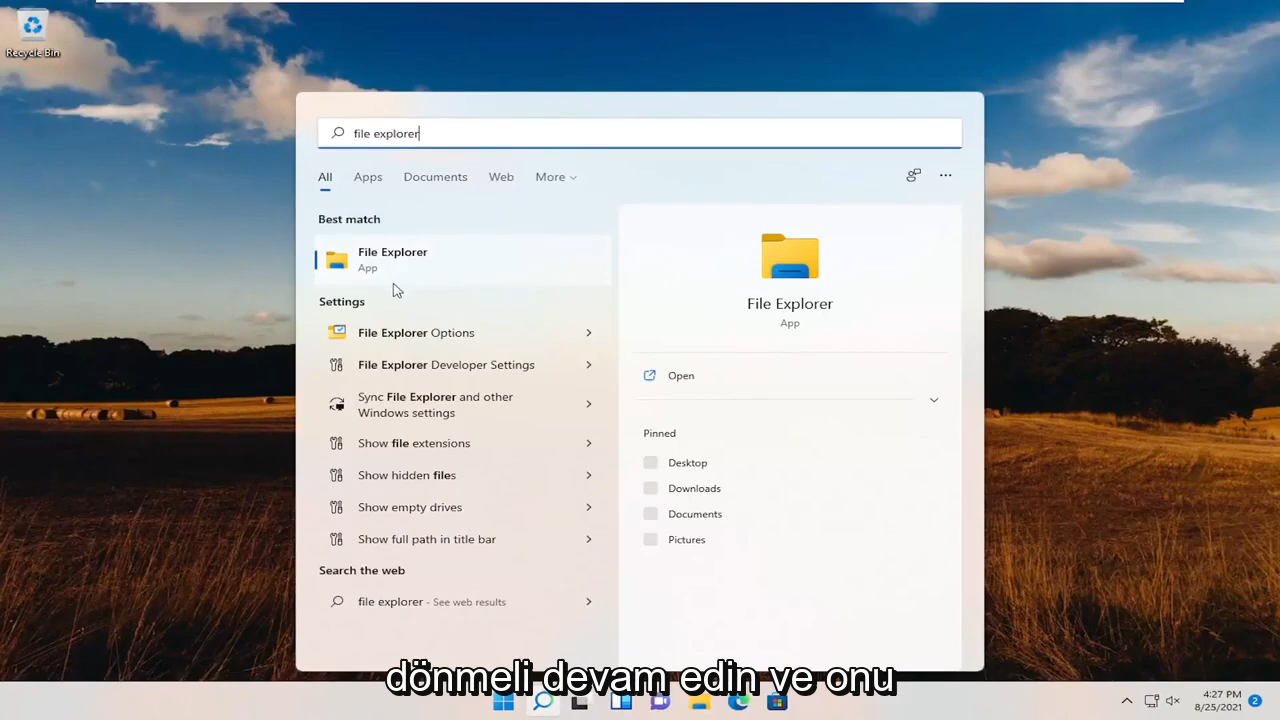 Recycle Bin
file explorer
All Apps Documents Web More
Best match
File Explorer
App
Settings
File Explorer Options
File Explorer Developer Settings
Sync File Explorer and other
Windows settings
Show file extensions
Show hidden files
Show empty drives
Show full path in title bar
Search the web
file explorer - See web results
File Explorer
App
Open
Pinned
Desktop
Downloads
Documents
Pictures
dönmeli devam edin ve onu
4:27 PM
8/25/2021
2